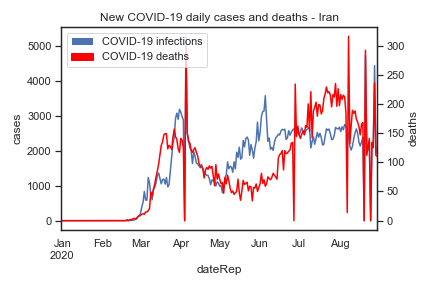 New COVID-19 daily cases and deaths - Iran
COVID-19 infections
COVID-19 deaths
cases
5000
4000
3000
2000
1000
0
300
250
200
150
100
50
0
deaths
Jan Feb Mar Apr May Jun Jul Aug
2020
dateRep